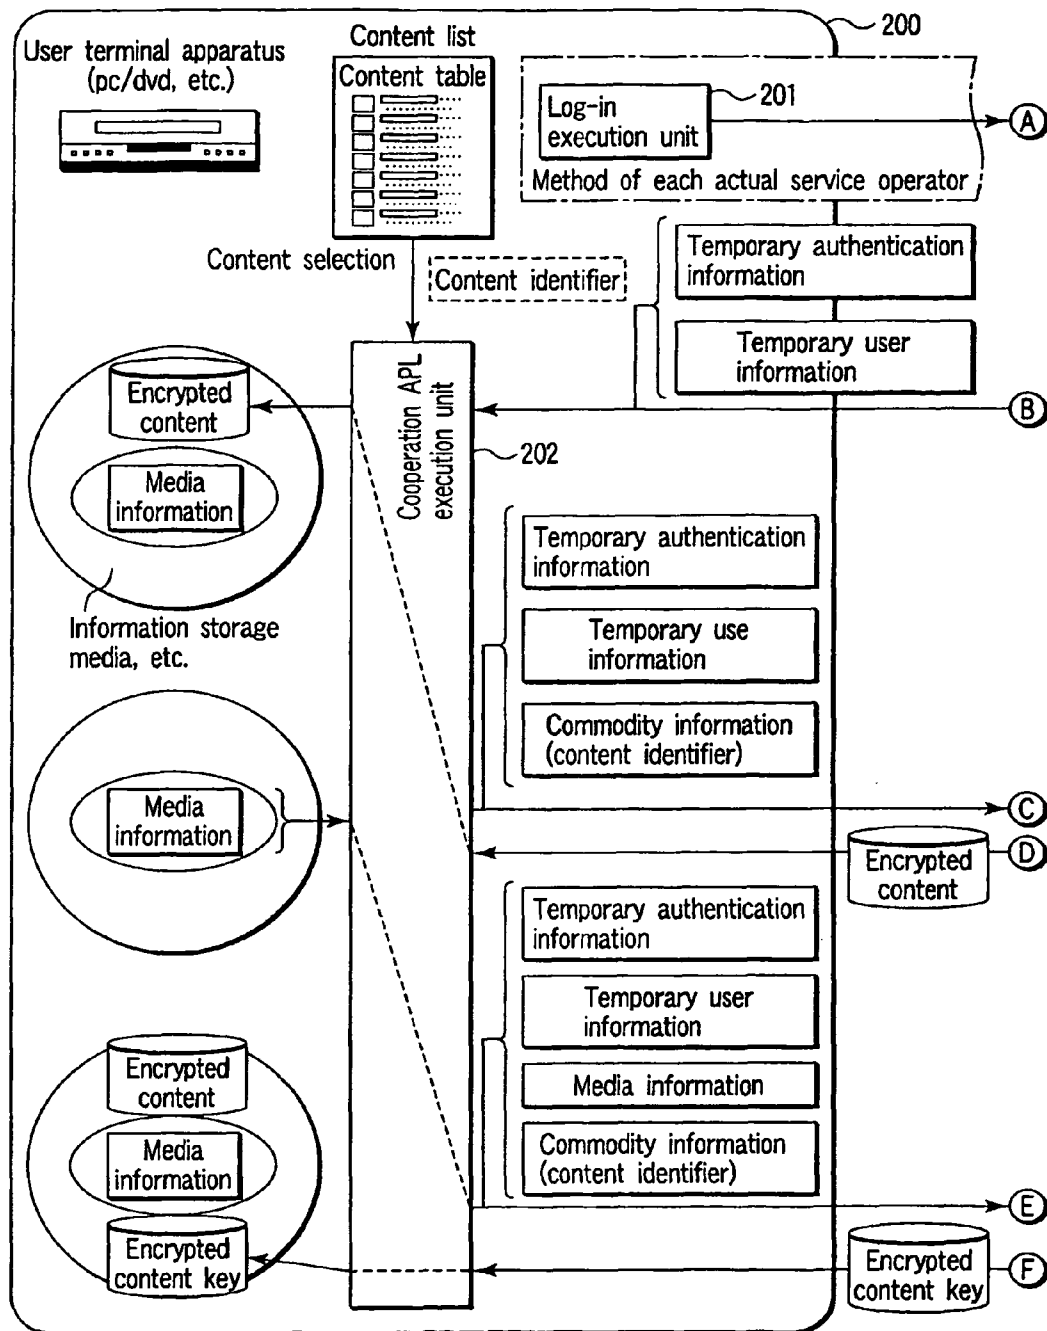 200
User terminal apparatus
(pc/dvd, etc.)
Content list
Content table
201
Log-in
execution unit
A
Method of each actual service operator
Content selection
Content identifier
Temporary authentication
information
Temporary user
information
B
Encrypted
content
Media
information
Cooperation APL
execution unit
202
Information storage
media, etc.
Temporary authentication
information
Temporary use
information
Commodity information
(content identifier)
C
Media
information
D
Encrypted
content
Temporary authentication
information
Temporary user
information
Media information
Commodity information
(content identifier)
E
Encrypted
content
Media
information
Encrypted
content key
Encrypted
content key
F